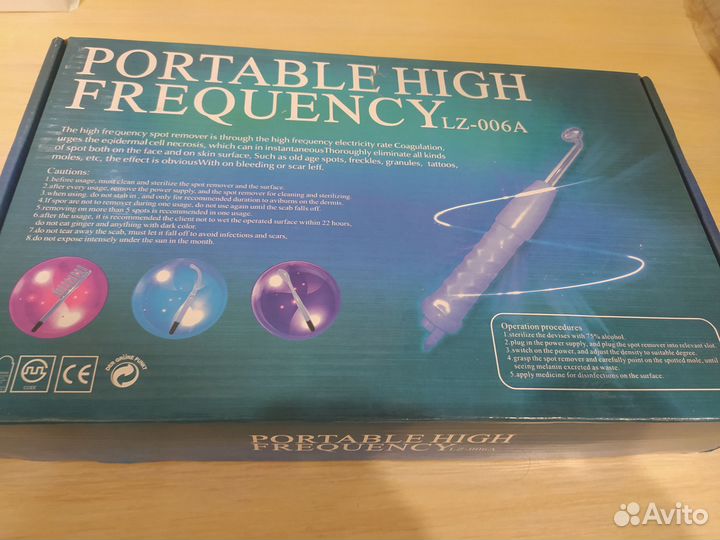 PORTABLE HIGH
FREQUENCY LZ-006A
The high frequency spot remover is through the high frequency electricity rate Coagulation,
urges the eqidermal cell necrosis, which can in instantaneousThoroughly eliminate all kinds
of spot both on the face and on skin surface, Such as old age spots, freckles, granules, tattoos,
moles, etc, the effect is obviousWith on bleeding or scar leff.
Cautions:
1.before usage, must clean and sterilize the spot remover and the surface.
2.after every usage, remove the power supply, and the spot remover for cleaning and sterilizing
3.when using, do not stab in, and only for recommended duration to aviburns on the dermis.
4.If spot are not to remover during one usage, do not use again until the scab falls off.
5.removing on more than 5 spots is recommended in one usage.
6.after the usage, it is recommended the client not to wet the operated surface within 22 hours,
do not eat ginger and anything with dark color.
7.do not tear away the scab, must let it fall off to avoid infections and scars.
8.do not expose intensely under the sun in the month.
Operation procedures
1.sterilize the devises with 75% alcohol.
2.plug in the power supply, and plug the spot remover into relevant slot.
3.switch on the power, and adjust the density to suitable degree.
4.grasp the spot remover and carefully point on the spotted mole, until
seeing melanin excreted as waste.
5.apply medicine for disinfections on the surface.
CODE
CE
DER ONLINE PUNKT
PORTABLE HIGH
FREQUENCY LZ-006A
Avito